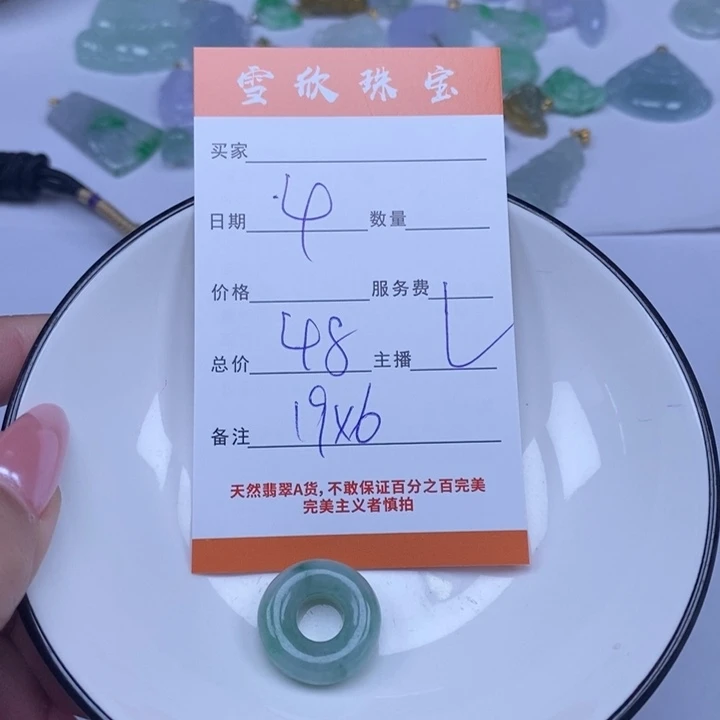 雪欣珠宝
买家
日期 4 数量
价格 服务费
总价 48 主播 L
备注 19x6
天然翡翠A货,不敢保证百分之百完美
完美主义者慎拍